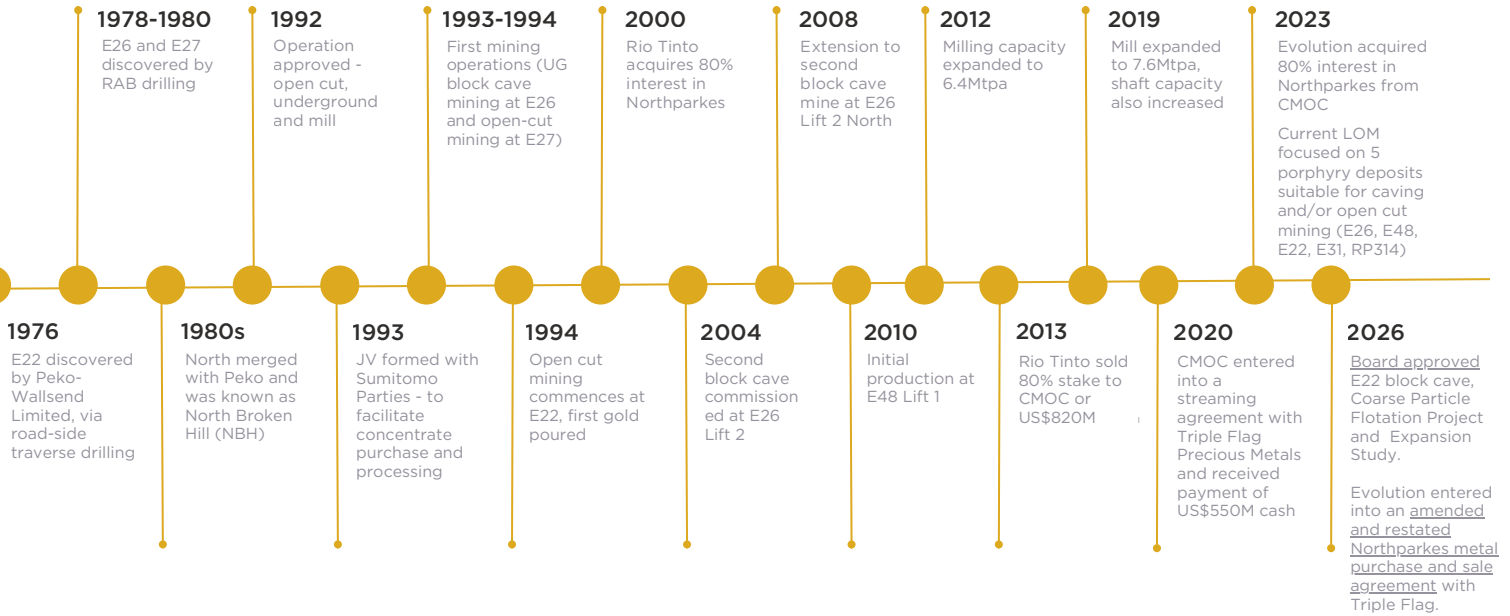 1978-1980
E26 and E27
discovered by
RAB drilling
1992
Operation
approved -
open cut,
underground
and mill
1993-1994
First mining
operations (UG
block cave
mining at E26
and open-cut
mining at E27)
2000
Rio Tinto
acquires 80%
interest in
Northparkes
2008
Extension to
second
block cave
mine at E26
Lift 2 North
2012
Milling capacity
expanded to
6.4Mtpa
2019
Mill expanded
to 7.6Mtpa,
shaft capacity
also increased
2023
Evolution acquired
80% interest in
Northparkes from
CMOC
Current LOM
focused on 5
porphyry deposits
suitable for caving
and/or open cut
mining (E26, E48,
E22, E31, RP314)
1976
E22 discovered
by Peko-
Wallsend
Limited, via
road-side
traverse drilling
1980s
North merged
with Peko and
was known as
North Broken
Hill (NBH)
1993
JV formed with
Sumitomo
Parties - to
facilitate
concentrate
purchase and
processing
1994
Open cut
mining
commences at
E22, first gold
poured
2004
Second
block cave
commission
ed at E26
Lift 2
2010
Initial
production at
E48 Lift 1
2013
Rio Tinto sold
80% stake to
CMOC or
US$820M
2020
CMOC entered
into a
streaming
agreement with
Triple Flag
Precious Metals
and received
payment of
US$550M cash
2026
Board approved
E22 block cave,
Coarse Particle
Flotation Project
and Expansion
Study.
Evolution entered
into an amended
and restated
Northparkes metal
purchase and sale
agreement with
Triple Flag.